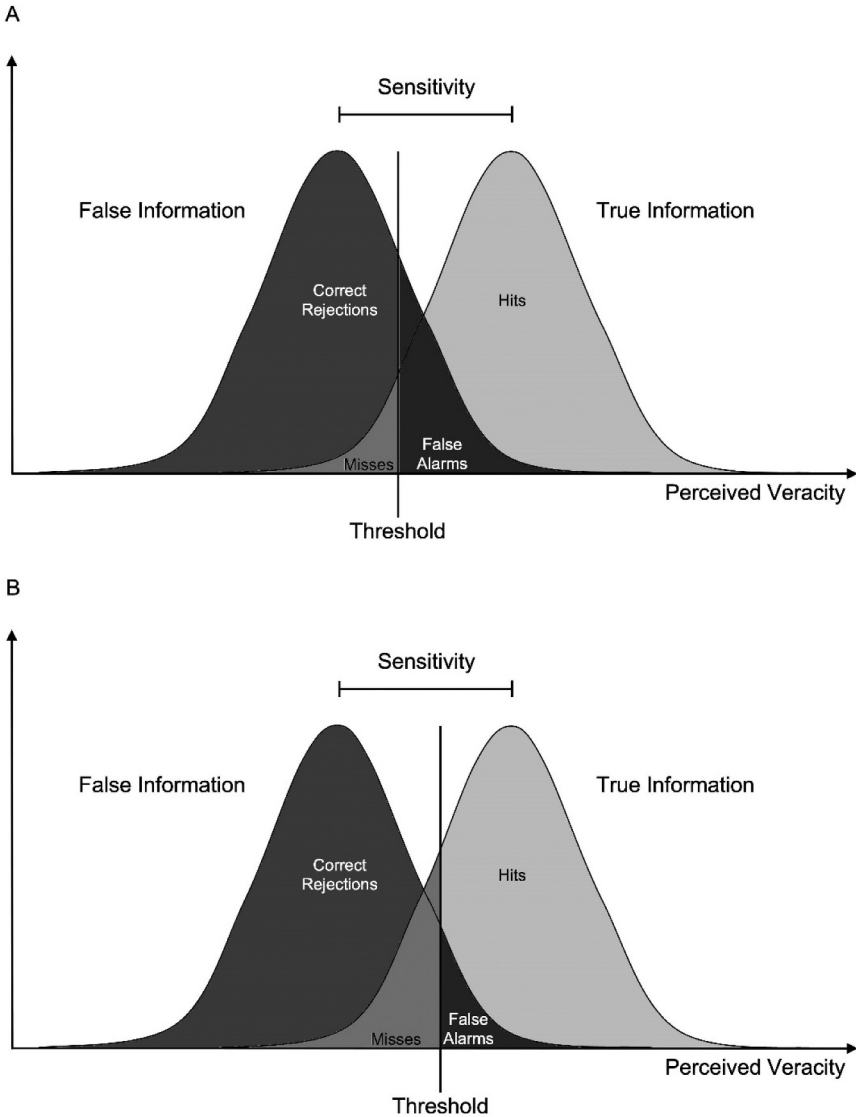 A
Sensitivity
False Information
True Information
Correct
Rejections
Hits
Misses
False
Alarms
Perceived Veracity
Threshold
B
Sensitivity
False Information
True Information
Correct
Rejections
Hits
Misses
False
Alarms
Perceived Veracity
Threshold